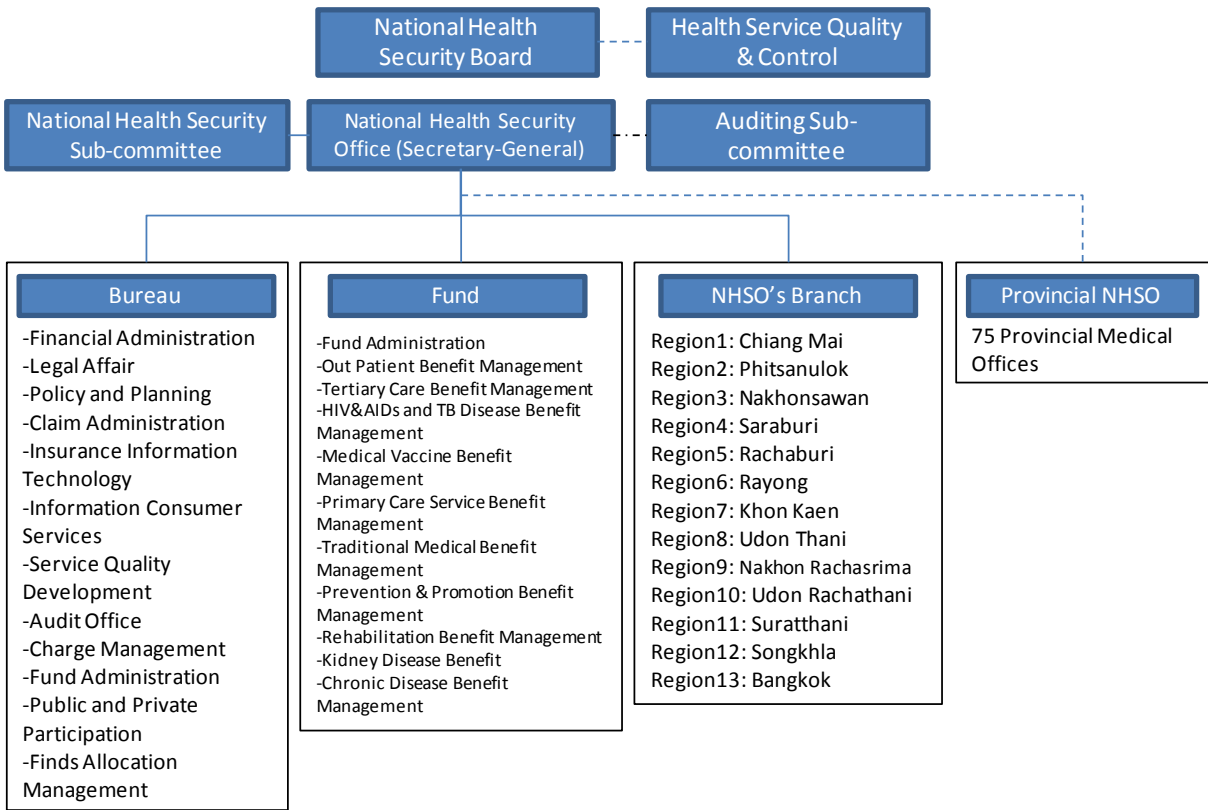 National Health
Security Board
Health Service Quality
& Control
National Health Security
Sub-committee
National Health Security
Office (Secretary-General)
Auditing Sub-
committee
Bureau
-Financial Administration
-Legal Affair
-Policy and Planning
-Claim Administration
-Insurance Information
Technology
-Information Consumer
Services
-Service Quality
Development
-Audit Office
-Charge Management
-Fund Administration
-Public and Private
Participation
-Finds Allocation
Management
Fund
-Fund Administration
-Out Patient Benefit Management
-Tertiary Care Benefit Management
-HIV&AIDs and TB Disease Benefit
Management
-Medical Vaccine Benefit
Management
-Primary Care Service Benefit
Management
-Traditional Medical Benefit
Management
-Prevention & Promotion Benefit
Management
-Rehabilitation Benefit Management
-Kidney Disease Benefit
-Chronic Disease Benefit
Management
NHSO's Branch
Region1: Chiang Mai
Region2: Phitsanulok
Region3: Nakhonsawan
Region4: Saraburi
Region5: Rachaburi
Region6: Rayong
Region7: Khon Kaen
Region8: Udon Thani
Region9: Nakhon Rachasrima
Region10: Udon Rachathani
Region11: Suratthani
Region12: Songkhla
Region13: Bangkok
Provincial NHSO
75 Provincial Medical
Offices